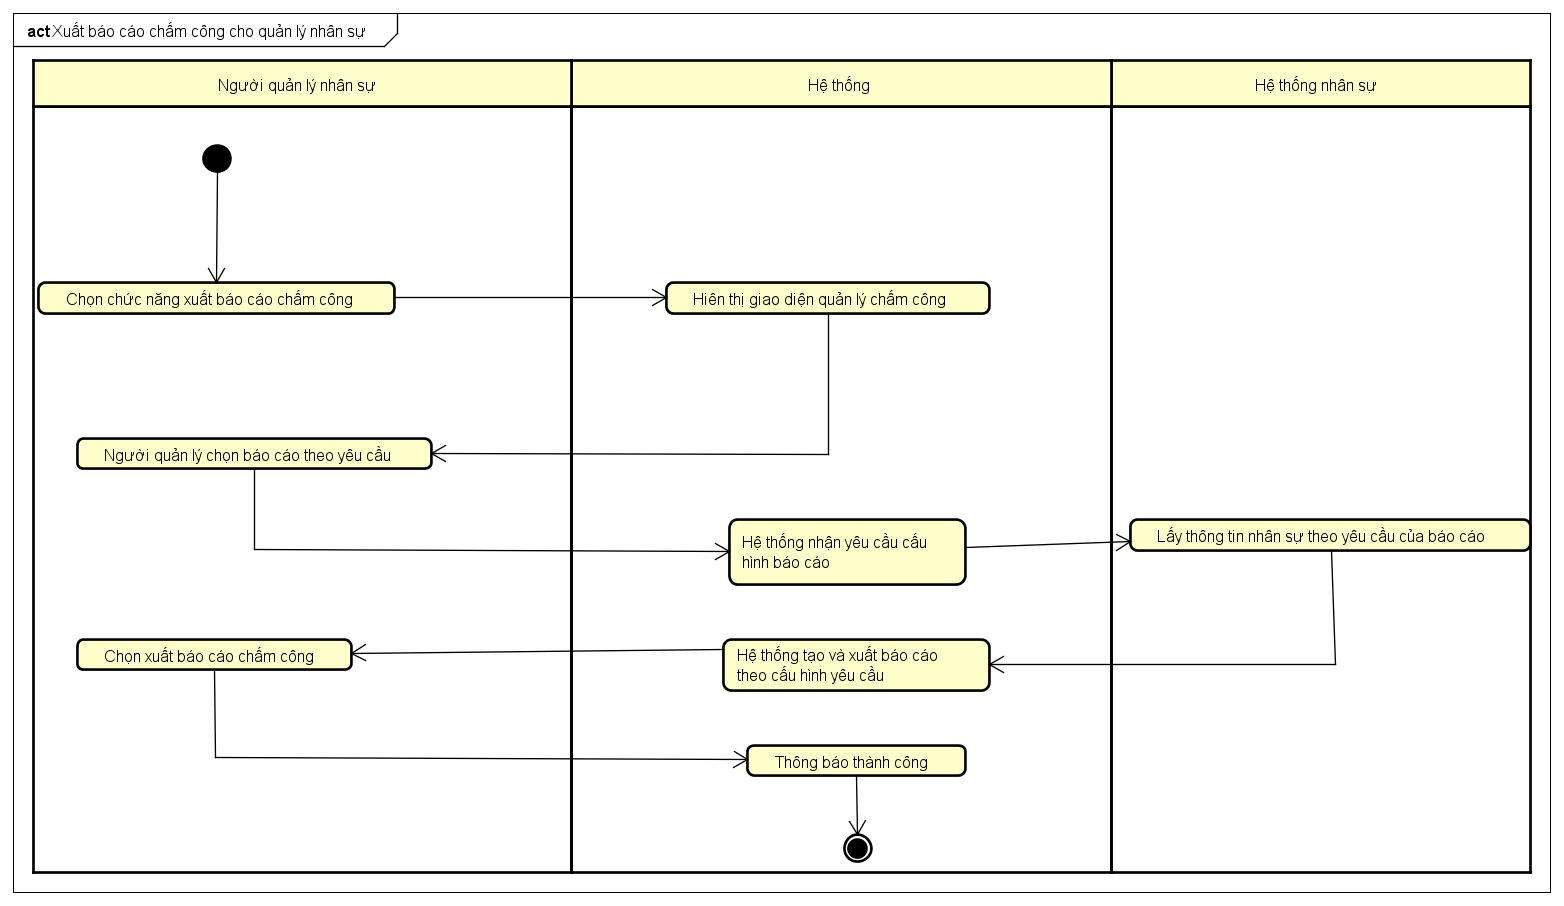 act Xuất báo cáo chấm công cho quản lý nhân sự
Người quản lý nhân sự
Hệ thống
Hệ thống nhân sự
Chọn chức năng xuất báo cáo chấm công
Hiên thị giao diện quản lý chấm công
Người quản lý chọn báo cáo theo yêu cầu
Hệ thống nhận yêu cầu cấu
hình báo cáo
Lấy thông tin nhân sự theo yêu cầu của báo cáo
Chọn xuất báo cáo chấm công
Hệ thống tạo và xuất báo cáo
theo cấu hình yêu cầu
Thông báo thành công